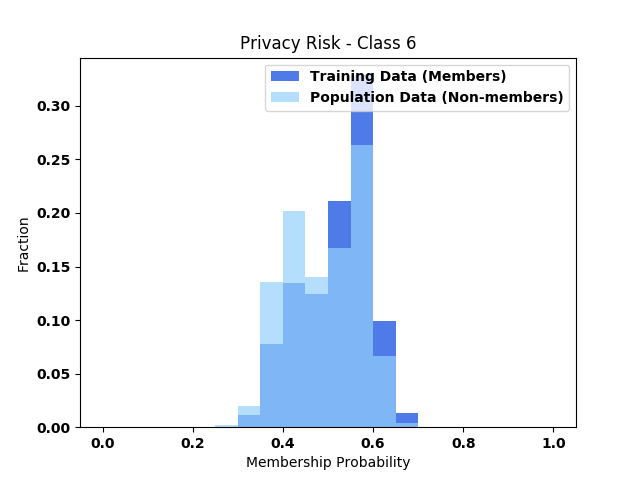 Privacy Risk - Class 6
Training Data (Members)
Population Data (Non-members)
0.30
0.25
0.20
0.15
0.10
0.05
0.00
Fraction
0.0 0.2 0.4 0.6 0.8 1.0
Membership Probability